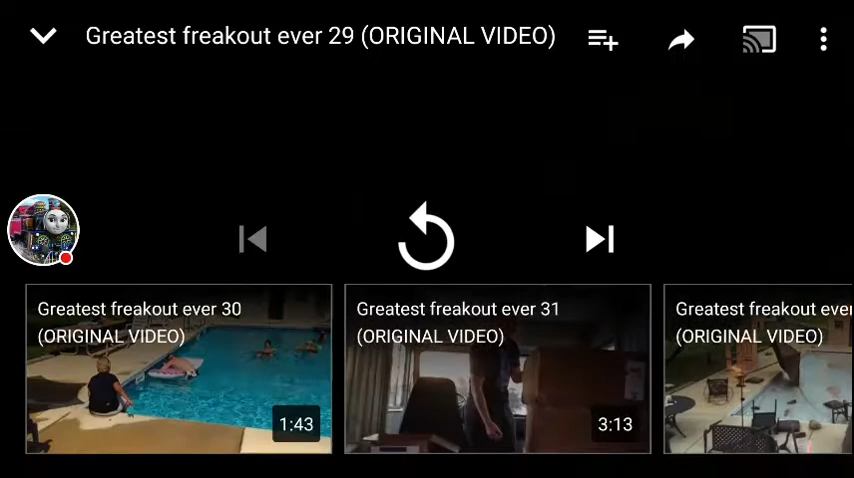 Greatest freakout ever 29 (ORIGINAL VIDEO)
Greatest freakout ever 30
(ORIGINAL VIDEO)
1:43
Greatest freakout ever 31
(ORIGINAL VIDEO)
3:13
Greatest freakout ever
(ORIGINAL VIDEO)